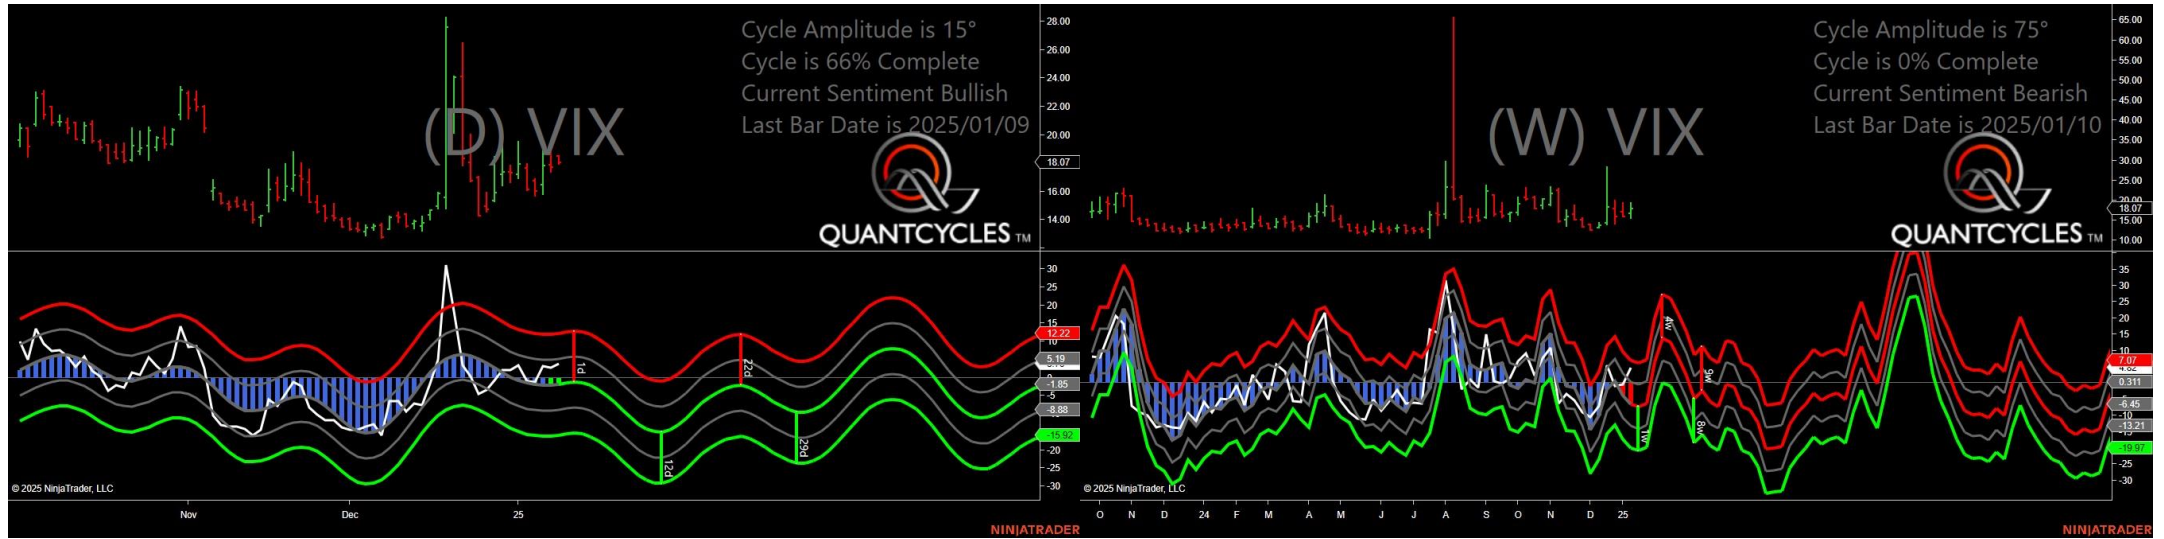 Cycle Amplitude is 15°
Cycle is 66% Complete
Current Sentiment Bullish
Last Bar Date is 2025/01/09
(D) VIX
QUANTCYCLES TM
28.00
26.00
24.00
22.00
20.00
18.07
16.00
14.00
30
25
20
15
12.22
10
5.19
-1.85
-5
-8.88
-15.92
-20
-25
-30
1d
22d
12d
29d
© 2025 NinjaTrader, LLC
Nov
Dec
25
NINJATRADER
Cycle Amplitude is 75°
Cycle is 0% Complete
Current Sentiment Bearish
Last Bar Date is 2025/01/10
(W) VIX
QUANTCYCLES TM
65.00
60.00
55.00
50.00
45.00
40.00
35.00
30.00
25.00
20.00
18.07
15.00
10.00
35
30
25
20
15
10
7.07
4.82
0.311
-6.45
-10
-13.21
-19.97
-25
-30
4w
9w
1w
8w
© 2025 NinjaTrader, LLC
O N D 24 F M A M J J A S O N D 25
NINJATRADER